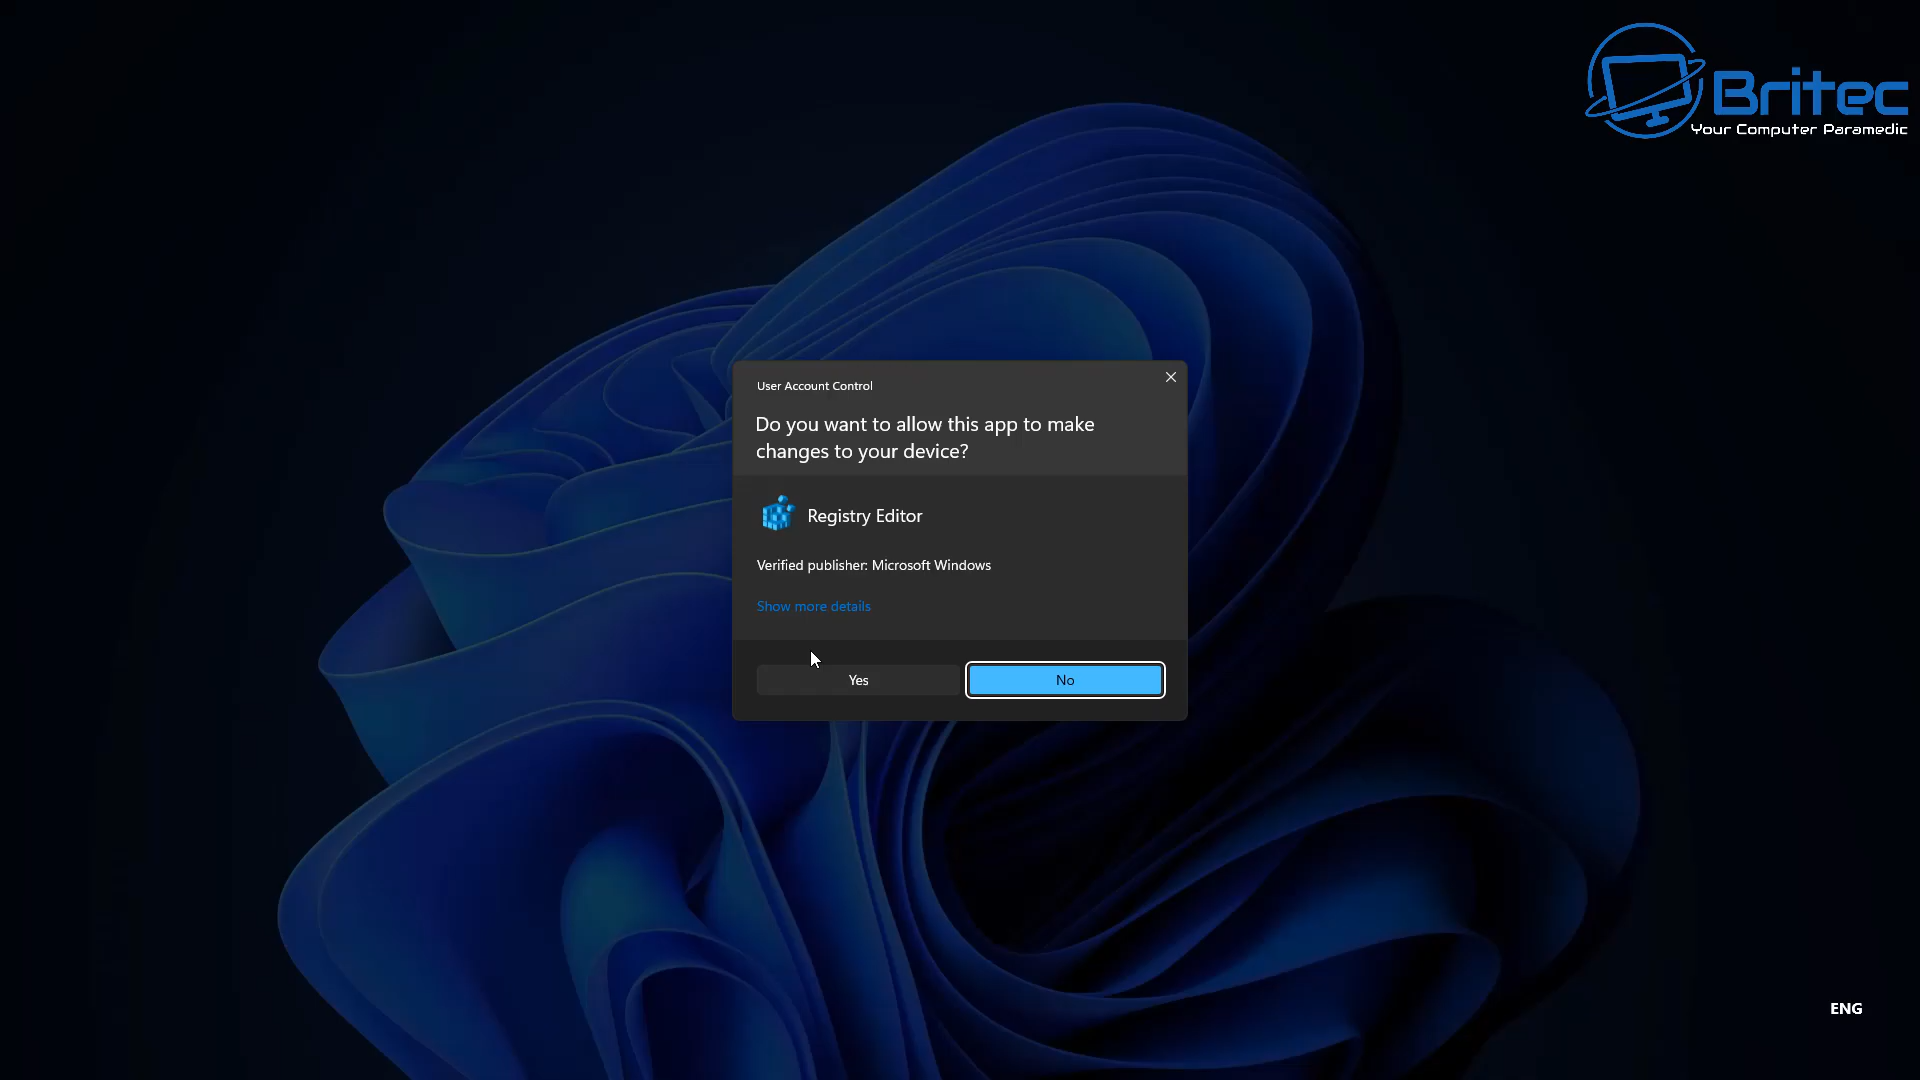 Britec
Your Computer Paramedic
User Account Control
Do you want to allow this app to make
changes to your device?
Registry Editor
Verified publisher: Microsoft Windows
Show more details
Yes
No
ENG